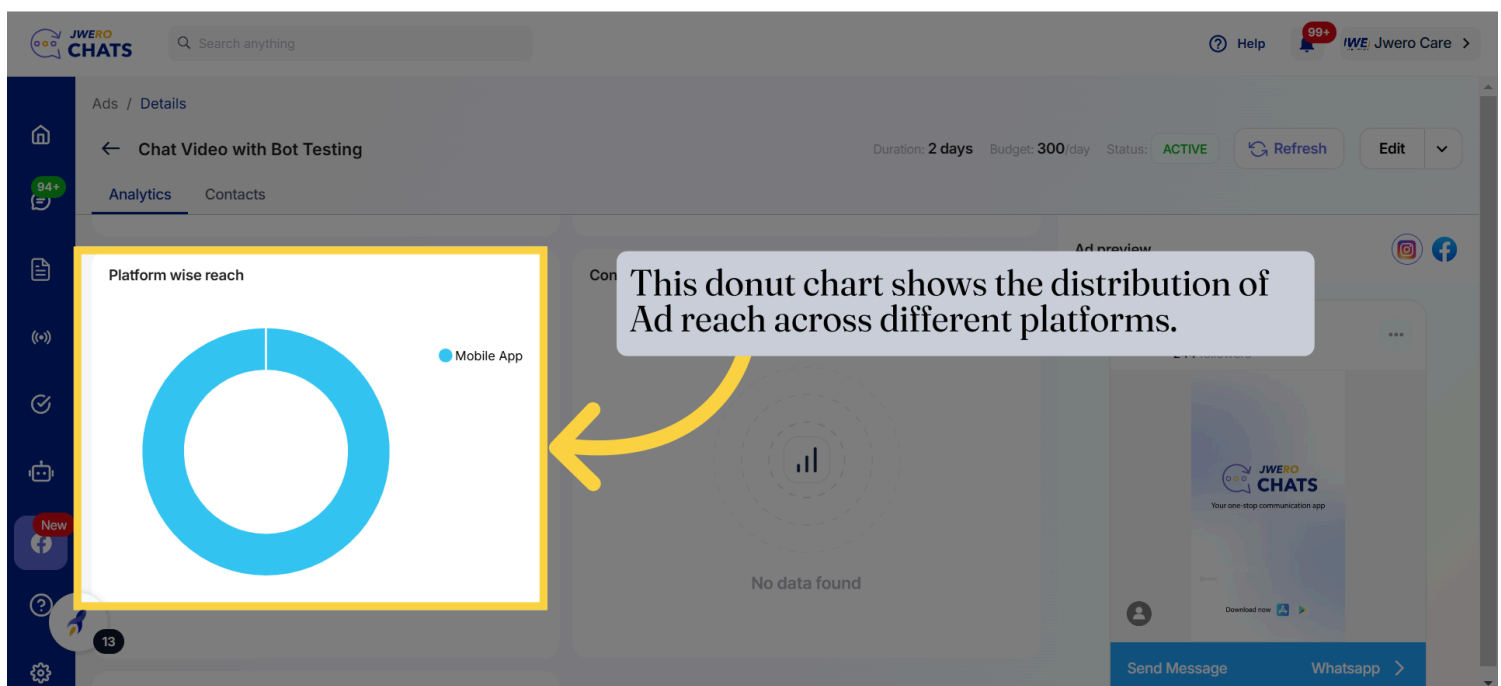 JWERO
CHATS
Search anything
Help
99+
JWE Jwero Care
Ads / Details
Chat Video with Bot Testing
Duration: 2 days Budget: 300/day Status: ACTIVE
Refresh
Edit
94+
Analytics Contacts
Platform wise reach
Mobile App
This donut chart shows the distribution of
Ad reach across different platforms.
Ad preview
JWERO
CHATS
Your one-stop communication app
No data found
New
Download now
13
Send Message Whatsapp